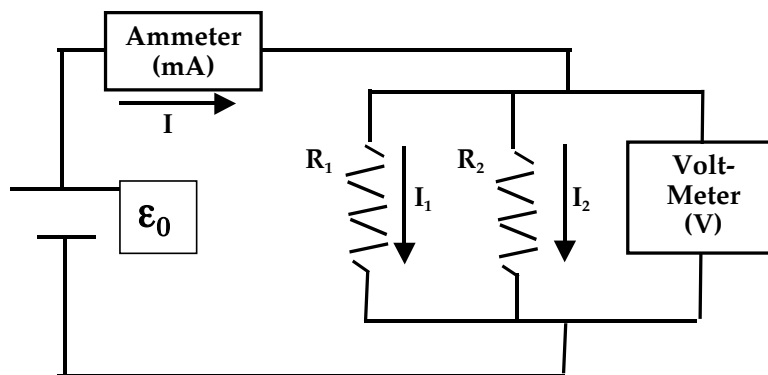 Ammeter
(mA)
I
R₁
I₁
R₂
I₂
Volt-
Meter
(V)
ε₀